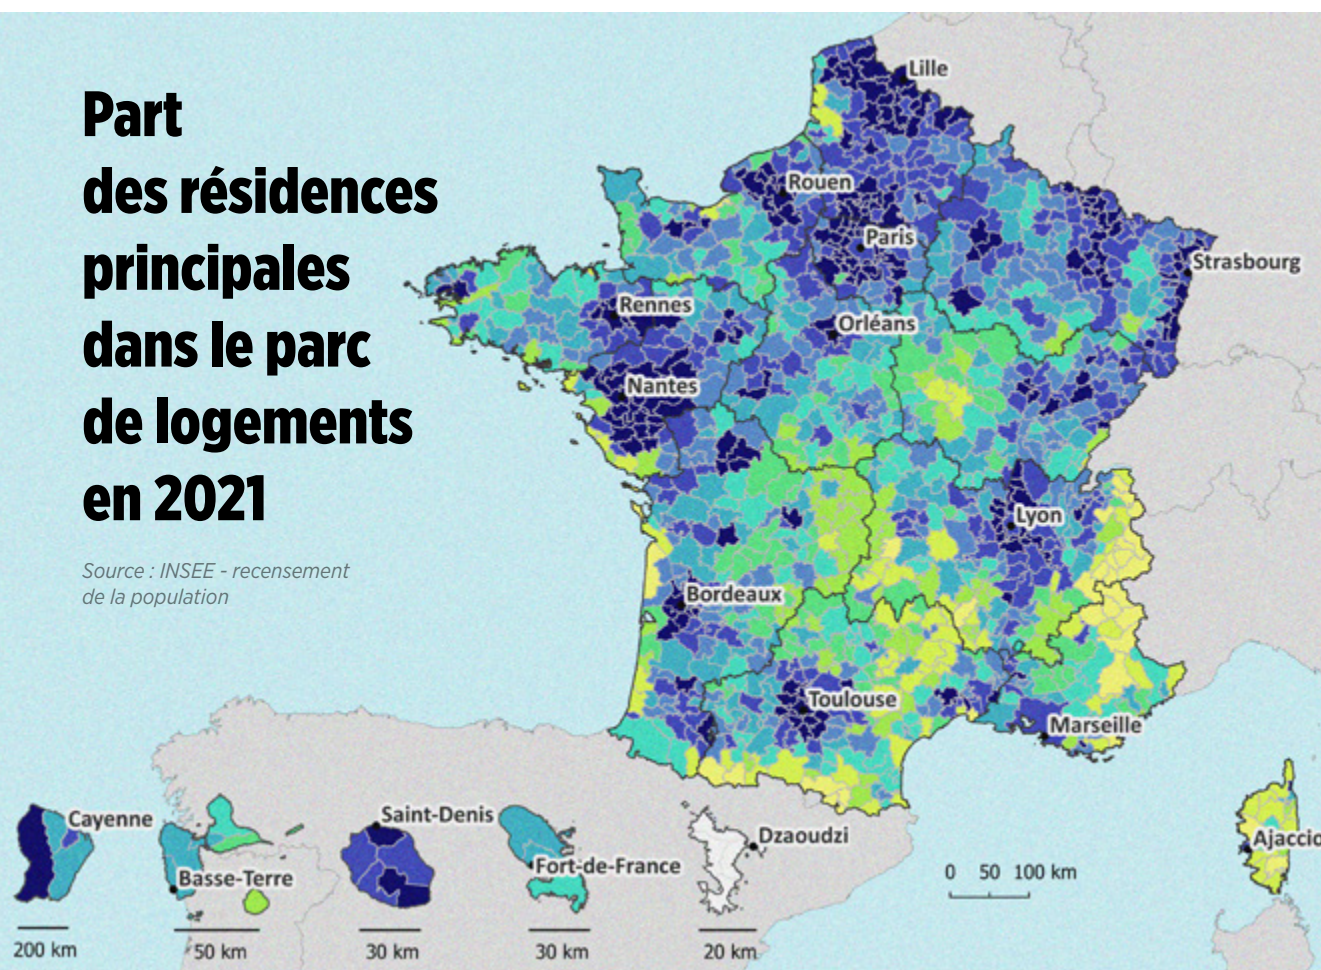 Part
des résidences
principales
dans le parc
de logements
en 2021
Source : INSEE - recensement
de la population
Lille
Rouen
Paris
Strasbourg
Rennes
Orléans
Nantes
Lyon
Bordeaux
Toulouse
Marseille
Cayenne
Saint-Denis
Dzaoudzi
Ajaccio
Fort-de-France
Basse-Terre
0 50 100 km
200 km
50 km
30 km
30 km
20 km